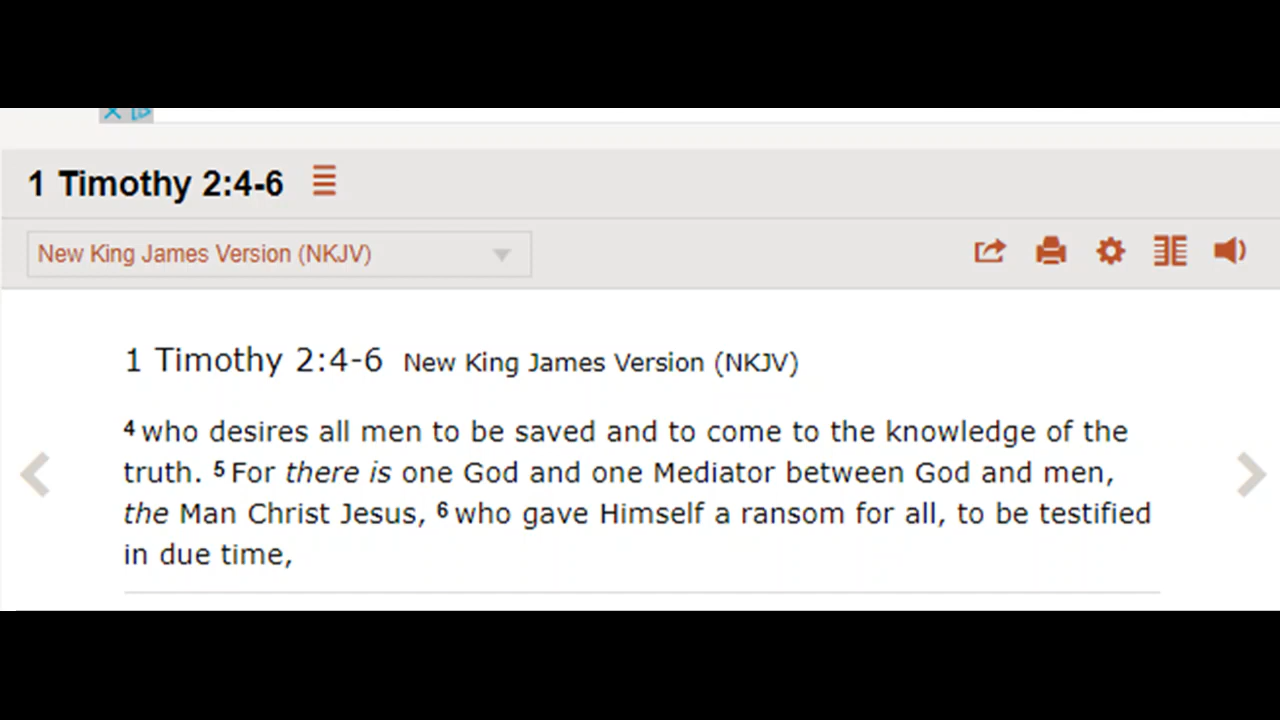 1 Timothy 2:4-6
New King James Version (NKJV)
1 Timothy 2:4-6 New King James Version (NKJV)
4 who desires all men to be saved and to come to the knowledge of the
truth. 5 For there is one God and one Mediator between God and men,
the Man Christ Jesus, 6 who gave Himself a ransom for all, to be testified
in due time,